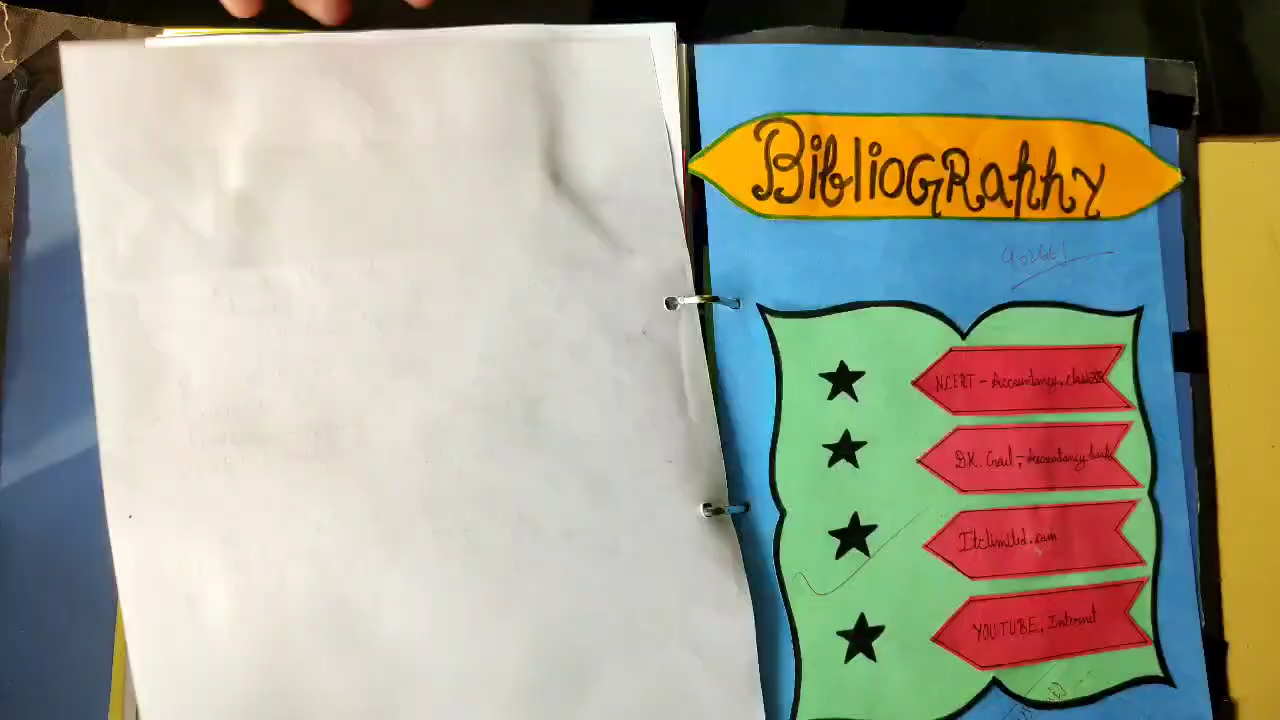 BibliOGRaphy
NCERT - Accountancy, class
D.K. Goel - Accountancy book
Itclimited.com
YOUTUBE, Internet